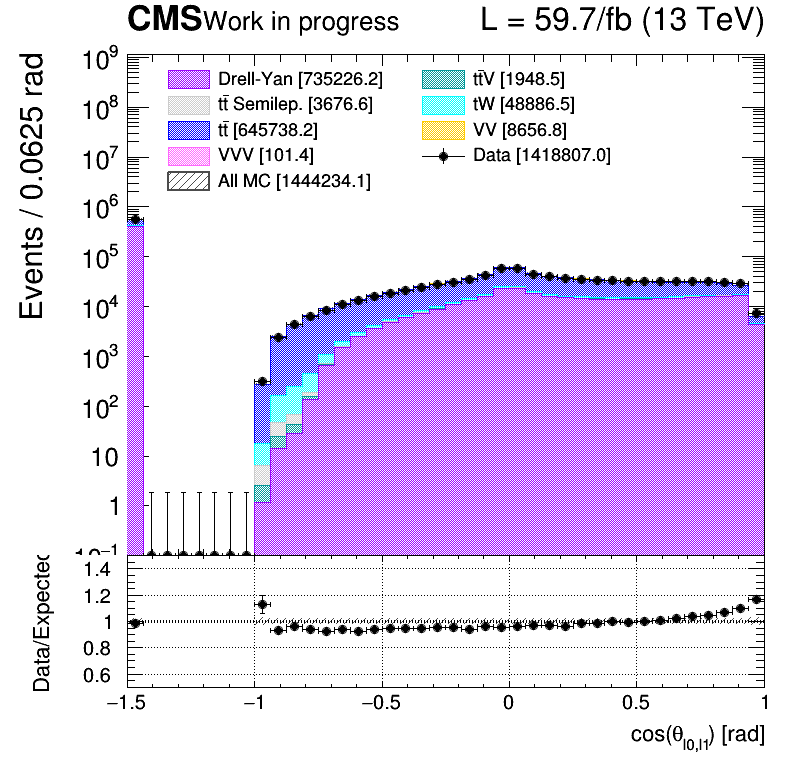 CMS Work in progress L = 59.7/fb (13 TeV)
Events / 0.0625 rad
10⁹
10⁸
10⁷
10⁶
10⁵
10⁴
10³
10²
10
1
10⁻¹
Drell-Yan [735226.2]
tt̄ Semilep. [3676.6]
tt̄ [645738.2]
VVV [101.4]
All MC [1444234.1]
tt̄V [1948.5]
tW [48886.5]
VV [8656.8]
Data [1418807.0]
Data/Expected
1.4
1.2
1
0.8
0.6
−1.5 −1 −0.5 0 0.5 1
cos(θ_l0,l1) [rad]